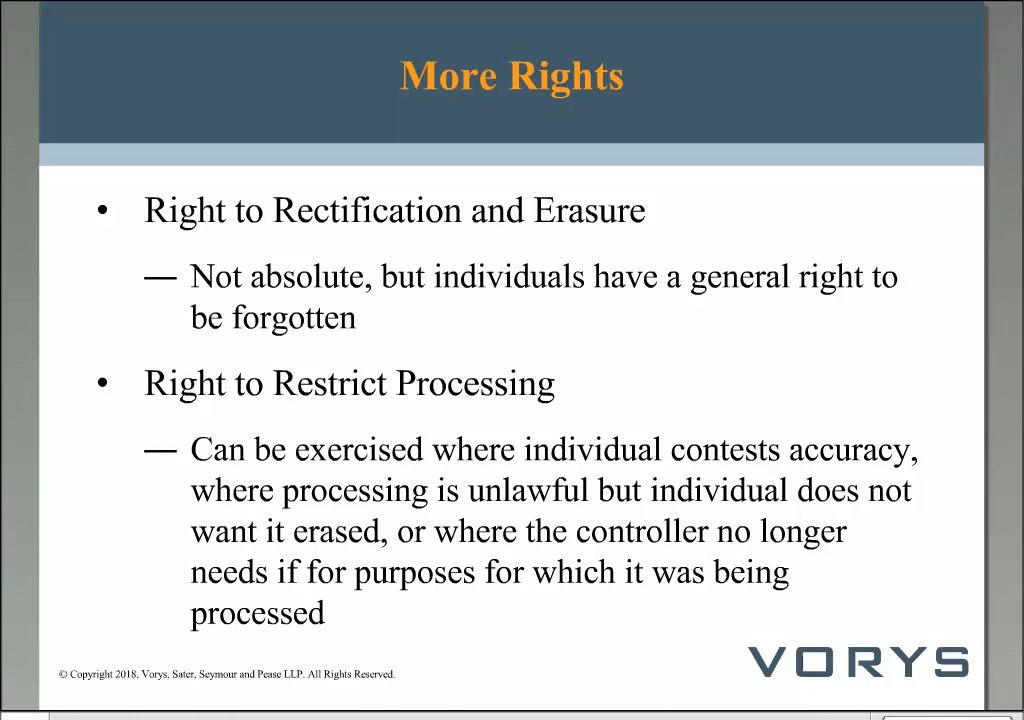 More Rights
• Right to Rectification and Erasure
— Not absolute, but individuals have a general right to
be forgotten
• Right to Restrict Processing
— Can be exercised where individual contests accuracy,
where processing is unlawful but individual does not
want it erased, or where the controller no longer
needs if for purposes for which it was being
processed
© Copyright 2018, Vorys, Sater, Seymour and Pease LLP. All Rights Reserved.
VORYS